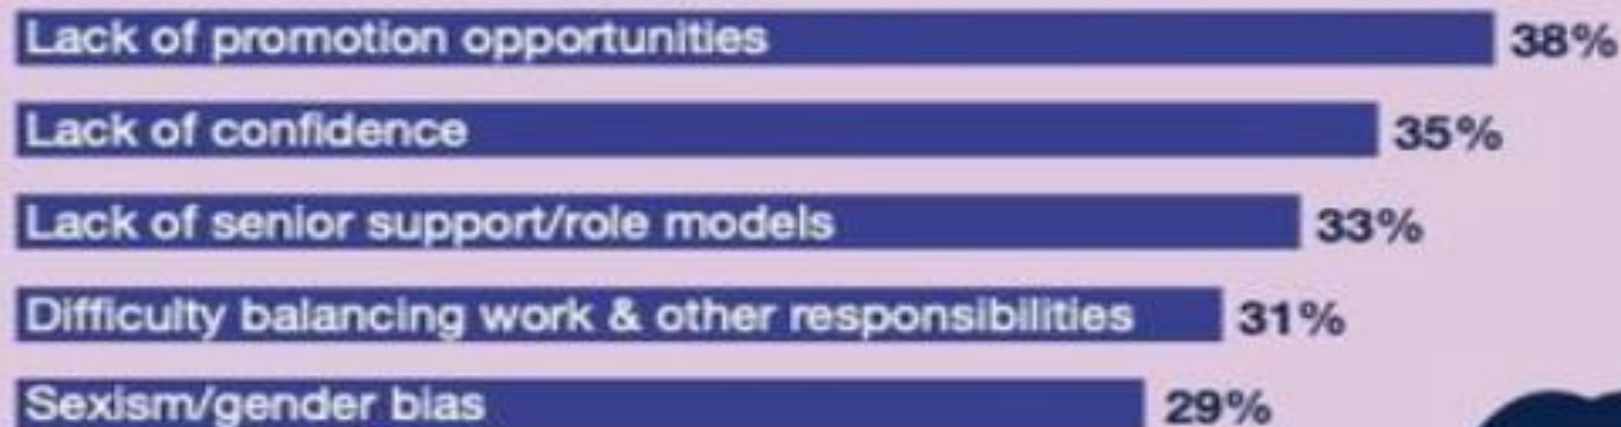 Lack of promotion opportunities 38%
Lack of confidence 35%
Lack of senior support/role models 33%
Difficulty balancing work & other responsibilities 31%
Sexism/gender bias 29%